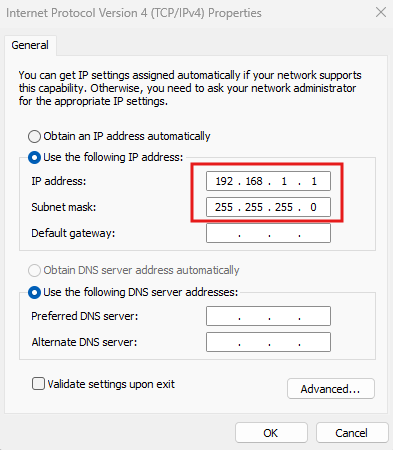 Internet Protocol Version 4 (TCP/IPv4) Properties
General
You can get IP settings assigned automatically if your network supports
this capability. Otherwise, you need to ask your network administrator
for the appropriate IP settings.
Obtain an IP address automatically
Use the following IP address:
IP address: 192 . 168 . 1 . 1
Subnet mask: 255 . 255 . 255 . 0
Default gateway: . . .
Obtain DNS server address automatically
Use the following DNS server addresses:
Preferred DNS server: . . .
Alternate DNS server: . . .
Validate settings upon exit
Advanced...
OK Cancel